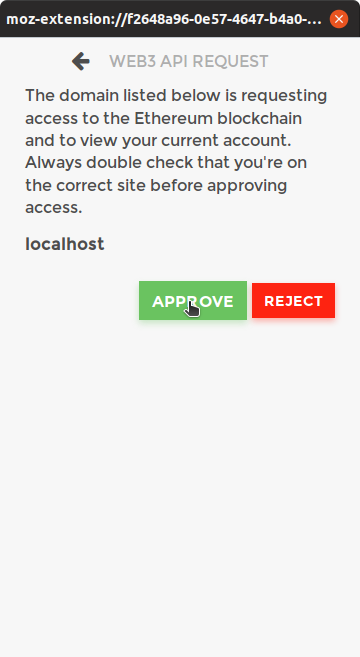 moz-extension://f2648a96-0e57-4647-b4a0-...
WEB3 API REQUEST
The domain listed below is requesting
access to the Ethereum blockchain
and to view your current account.
Always double check that you're on
the correct site before approving
access.
localhost
APPROVE REJECT